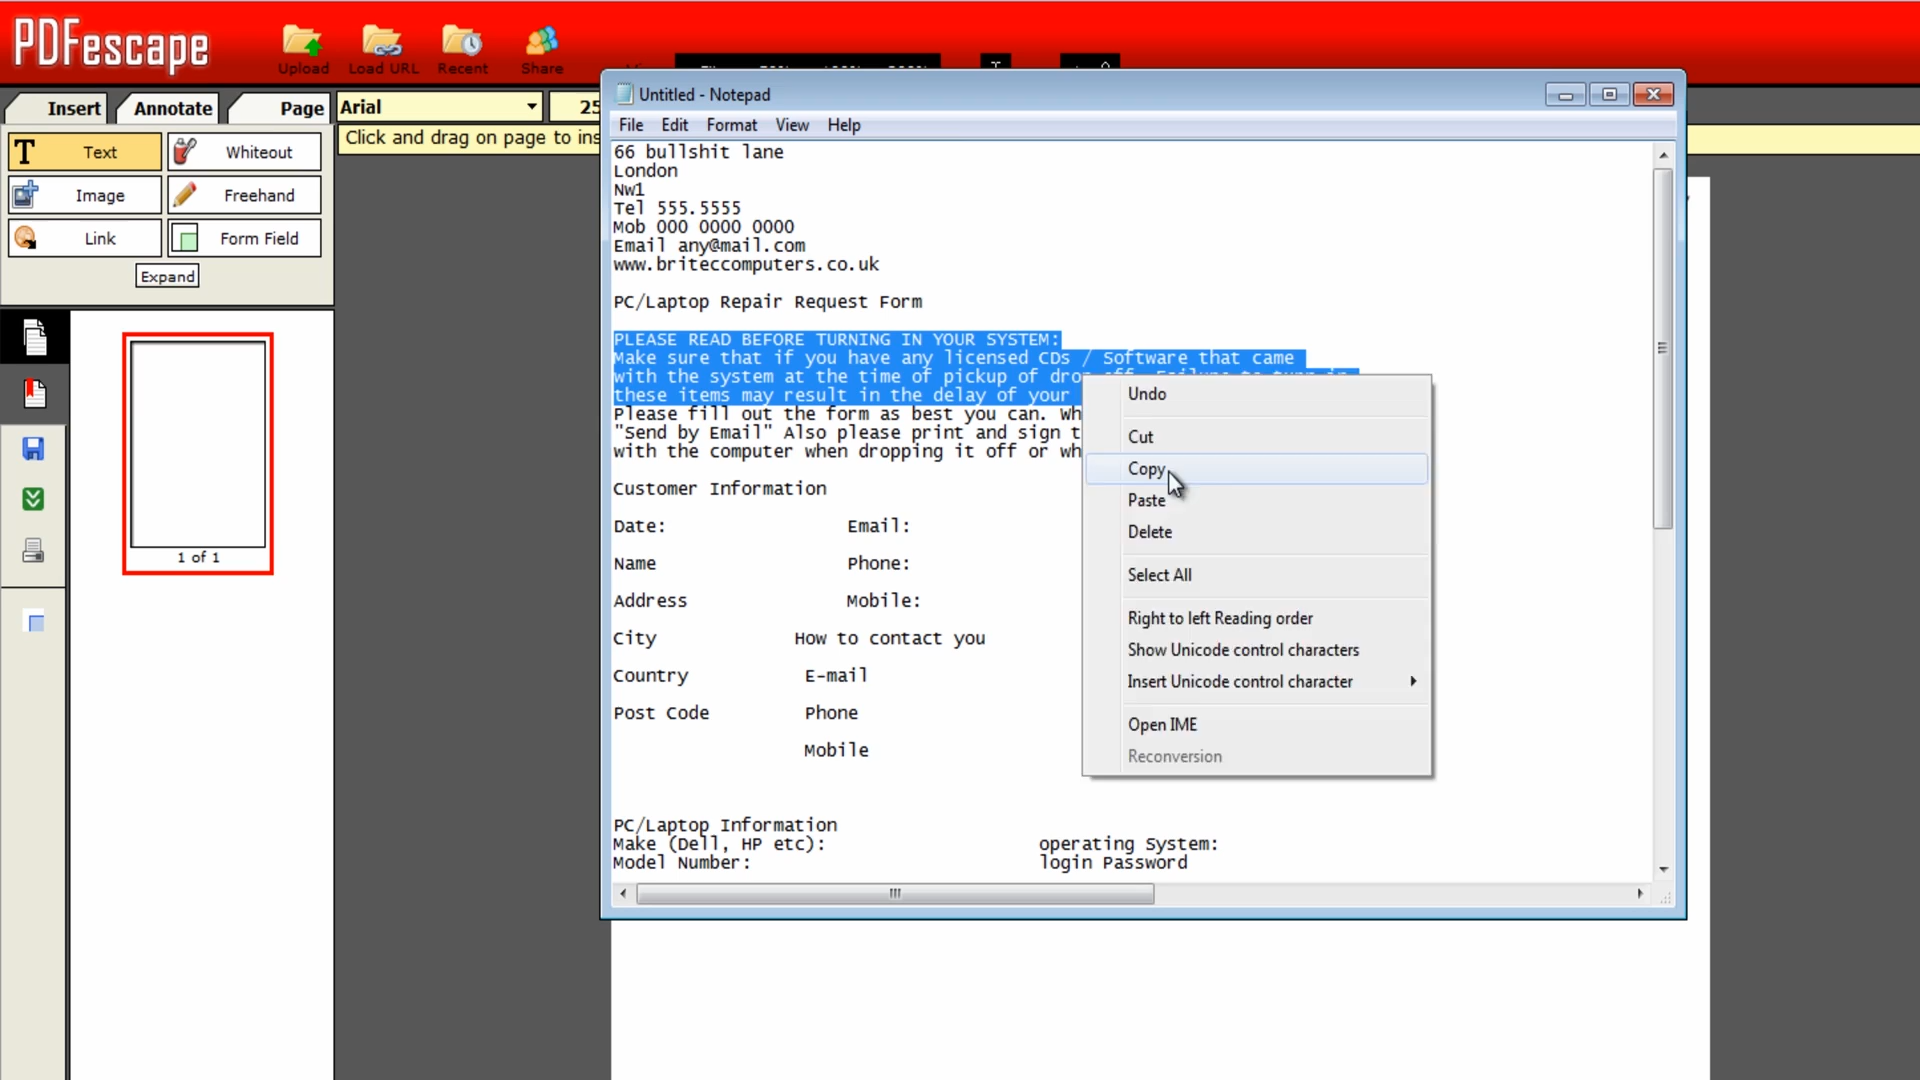 PDFescape
Upload
Load URL
Recent
Share
Insert
Annotate
Page
Arial
25
Click and drag on page to ins
Text
Whiteout
Image
Freehand
Link
Form Field
Expand
1 of 1
Untitled - Notepad
File Edit Format View Help
66 bullshit lane
London
Nw1
Tel 555.5555
Mob 000 0000 0000
Email any@mail.com
www.briteccomputers.co.uk
PC/Laptop Repair Request Form
PLEASE READ BEFORE TURNING IN YOUR SYSTEM:
Make sure that if you have any licensed CDs / Software that came
with the system at the time of pickup of drop off. Failure to turn in
these items may result in the delay of your
Please fill out the form as best you can. Wh
"Send by Email" Also please print and sign t
with the computer when dropping it off or wh
Customer Information
Date: Email:
Name Phone:
Address Mobile:
City How to contact you
Country E-mail
Post Code Phone
Mobile
PC/Laptop Information
Make (Dell, HP etc): operating System:
Model Number: login Password
Undo
Cut
Copy
Paste
Delete
Select All
Right to left Reading order
Show Unicode control characters
Insert Unicode control character
Open IME
Reconversion